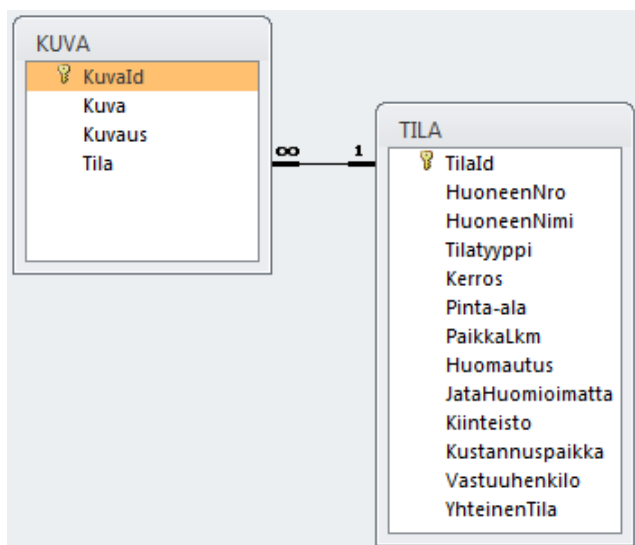 KUVA
KuvaId
Kuva
Kuvaus
Tila
∞ 1
TILA
TilaId
HuoneenNro
HuoneenNimi
Tilatyyppi
Kerros
Pinta-ala
PaikkaLkm
Huomautus
JataHuomioimatta
Kiinteisto
Kustannuspaikka
Vastuuhenkilo
YhteinenTila